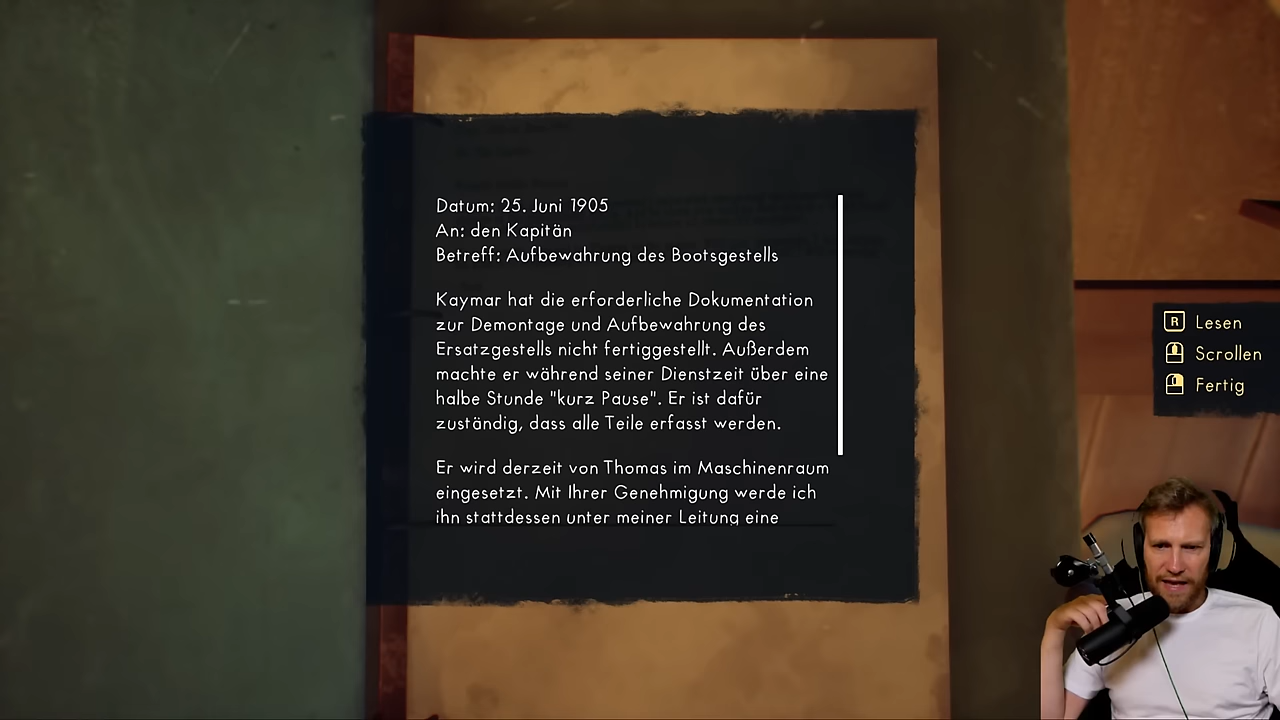 Datum: 25. Juni 1905
An: den Kapitän
Betreff: Aufbewahrung des Bootsgestells
Kaymar hat die erforderliche Dokumentation
zur Demontage und Aufbewahrung des
Ersatzgestells nicht fertiggestellt. Außerdem
machte er während seiner Dienstzeit über eine
halbe Stunde "kurz Pause". Er ist dafür
zuständig, dass alle Teile erfasst werden.
Er wird derzeit von Thomas im Maschinenraum
eingesetzt. Mit Ihrer Genehmigung werde ich
ihn stattdessen unter meiner Leitung eine
R Lesen
Scrollen
Fertig